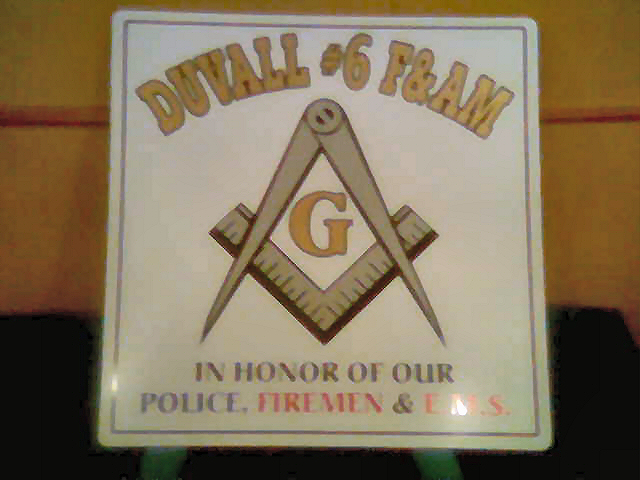 DUVALL #6 F&AM
G
IN HONOR OF OUR
POLICE, FIREMEN & E.M.S.